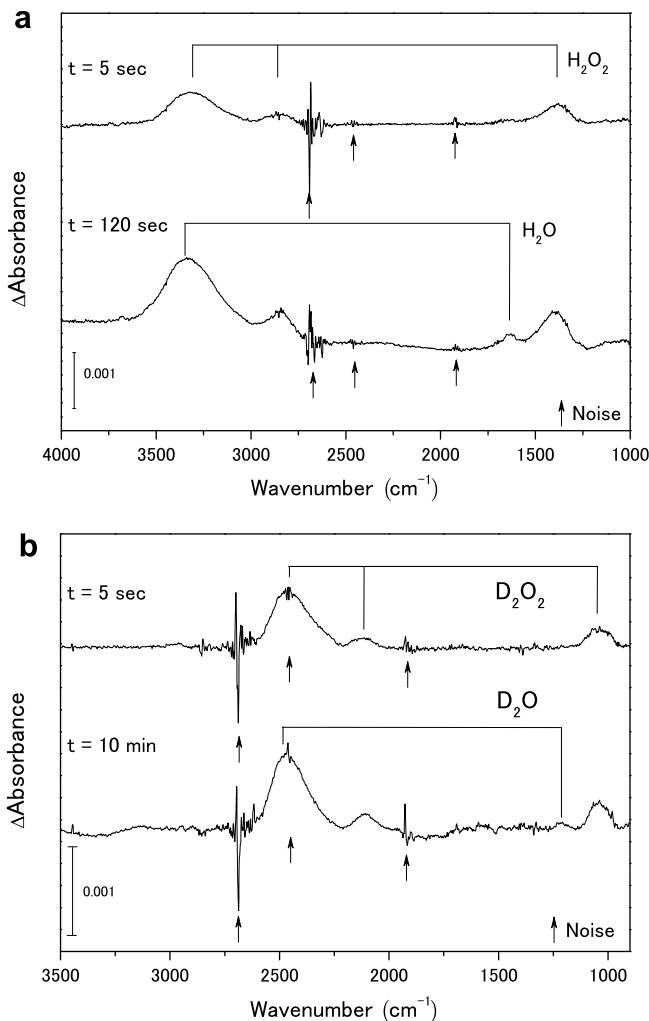 a
t = 5 sec
H₂O₂
t = 120 sec
H₂O
ΔAbsorbance
0.001
Noise
4000 3500 3000 2500 2000 1500 1000
Wavenumber (cm⁻¹)
b
t = 5 sec
D₂O₂
D₂O
t = 10 min
ΔAbsorbance
0.001
Noise
3500 3000 2500 2000 1500 1000
Wavenumber (cm⁻¹)